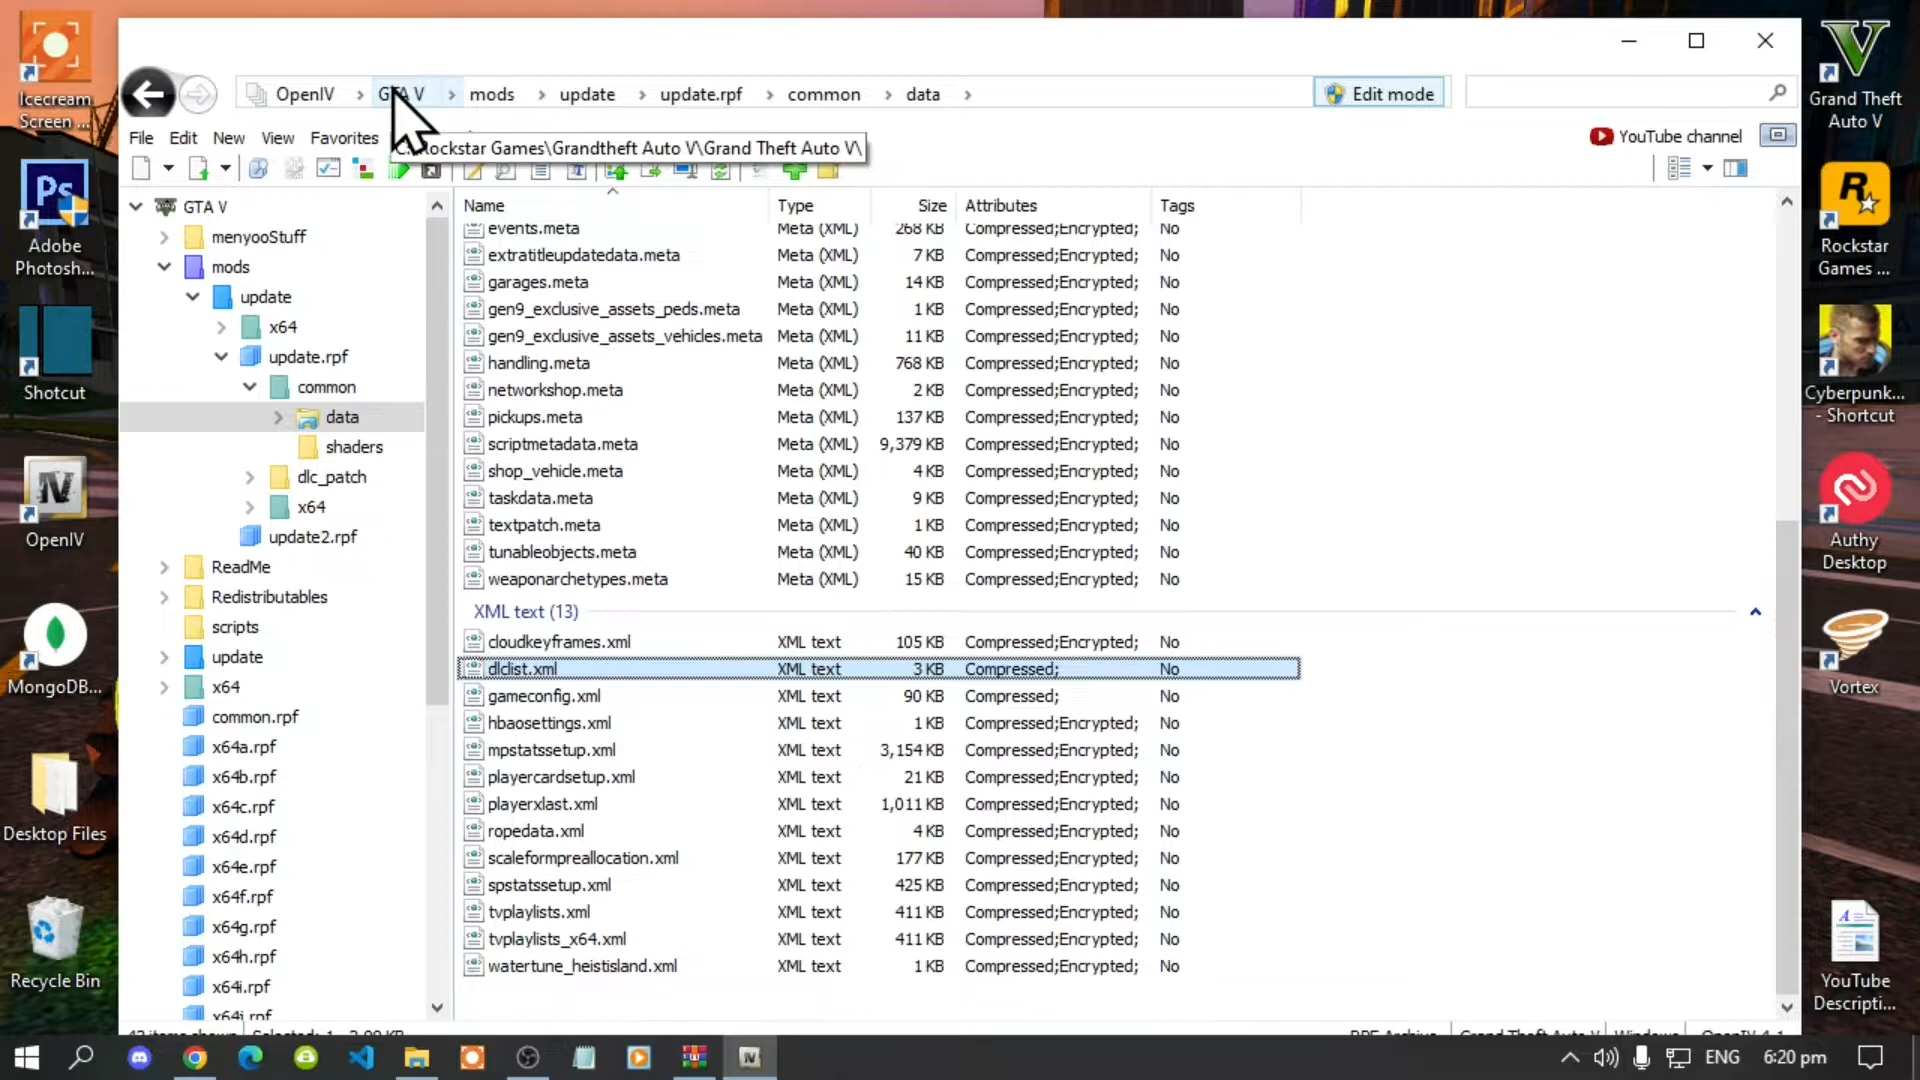 Icecream
Screen ...
Adobe
Photosh...
Shotcut
OpenIV
MongoDB...
Desktop Files
Recycle Bin
OpenIV
GTA V
mods
update
update.rpf
common
data
Edit mode
File
Edit
New
View
Favorites
Rockstar Games\Grandtheft Auto V\Grand Theft Auto V\
YouTube channel
GTA V
menyooStuff
mods
update
x64
update.rpf
common
data
shaders
dlc_patch
x64
update2.rpf
ReadMe
Redistributables
scripts
update
x64
common.rpf
x64a.rpf
x64b.rpf
x64c.rpf
x64d.rpf
x64e.rpf
x64f.rpf
x64g.rpf
x64h.rpf
x64i.rpf
x64j.rpf
Name Type Size Attributes Tags
events.meta Meta (XML) 268 KB Compressed;Encrypted; No
extratitleupdatedata.meta Meta (XML) 7 KB Compressed;Encrypted; No
garages.meta Meta (XML) 14 KB Compressed;Encrypted; No
gen9_exclusive_assets_peds.meta Meta (XML) 1 KB Compressed;Encrypted; No
gen9_exclusive_assets_vehicles.meta Meta (XML) 11 KB Compressed;Encrypted; No
handling.meta Meta (XML) 768 KB Compressed;Encrypted; No
networkshop.meta Meta (XML) 2 KB Compressed;Encrypted; No
pickups.meta Meta (XML) 137 KB Compressed;Encrypted; No
scriptmetadata.meta Meta (XML) 9,379 KB Compressed;Encrypted; No
shop_vehicle.meta Meta (XML) 4 KB Compressed;Encrypted; No
taskdata.meta Meta (XML) 9 KB Compressed;Encrypted; No
textpatch.meta Meta (XML) 1 KB Compressed;Encrypted; No
tunableobjects.meta Meta (XML) 40 KB Compressed;Encrypted; No
weaponarchetypes.meta Meta (XML) 15 KB Compressed;Encrypted; No
XML text (13)
cloudkeyframes.xml XML text 105 KB Compressed;Encrypted; No
dlclist.xml XML text 3 KB Compressed; No
gameconfig.xml XML text 90 KB Compressed; No
hbaosettings.xml XML text 1 KB Compressed;Encrypted; No
mpstatssetup.xml XML text 3,154 KB Compressed;Encrypted; No
playercardsetup.xml XML text 21 KB Compressed;Encrypted; No
playerxlast.xml XML text 1,011 KB Compressed;Encrypted; No
ropedata.xml XML text 4 KB Compressed;Encrypted; No
scaleformpreallocation.xml XML text 177 KB Compressed;Encrypted; No
spstatssetup.xml XML text 425 KB Compressed;Encrypted; No
tvplaylists.xml XML text 411 KB Compressed;Encrypted; No
tvplaylists_x64.xml XML text 411 KB Compressed;Encrypted; No
watertune_heistisland.xml XML text 1 KB Compressed;Encrypted; No
Grand Theft
Auto V
Rockstar
Games ...
Cyberpunk...
- Shortcut
Authy
Desktop
Vortex
YouTube
Descripti...
ENG
6:20 pm